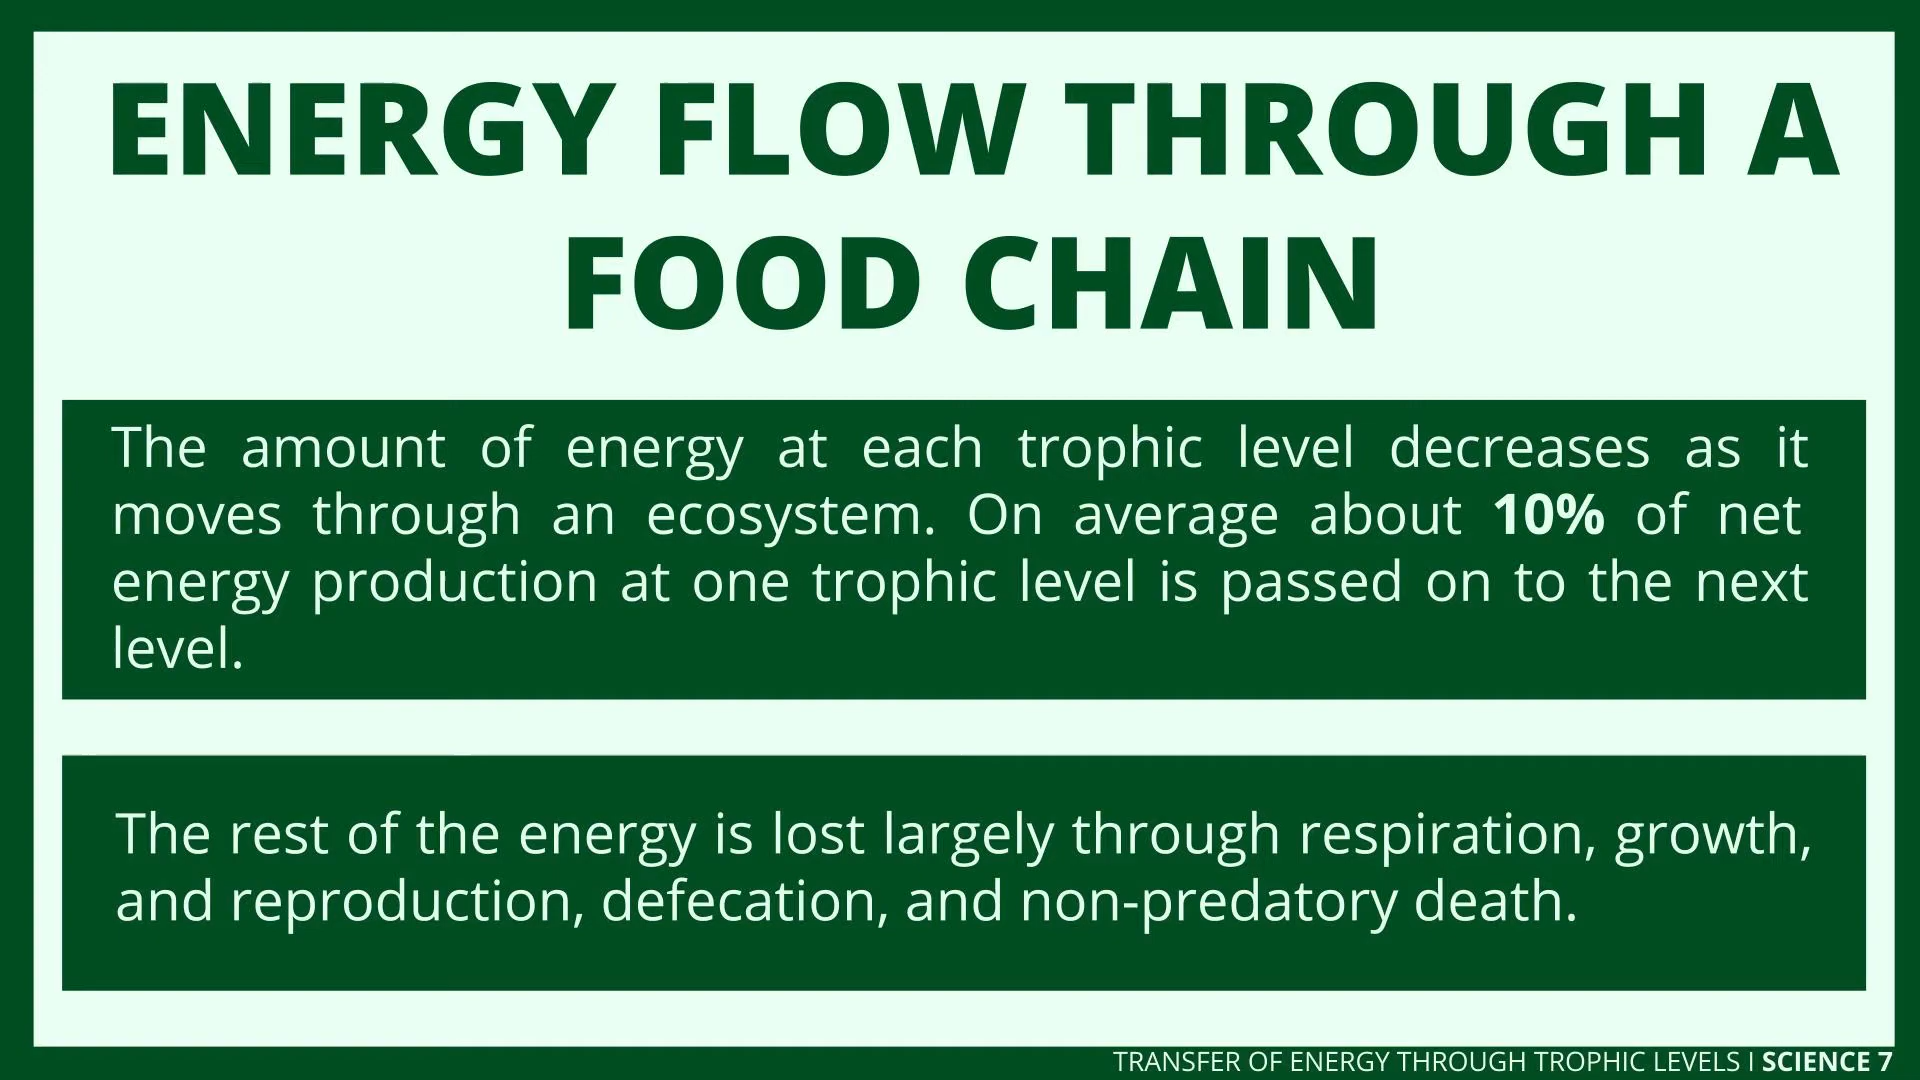 ENERGY FLOW THROUGH A
FOOD CHAIN
The amount of energy at each trophic level decreases as it
moves through an ecosystem. On average about 10% of net
energy production at one trophic level is passed on to the next
level.
The rest of the energy is lost largely through respiration, growth,
and reproduction, defecation, and non-predatory death.
TRANSFER OF ENERGY THROUGH TROPHIC LEVELS I SCIENCE 7